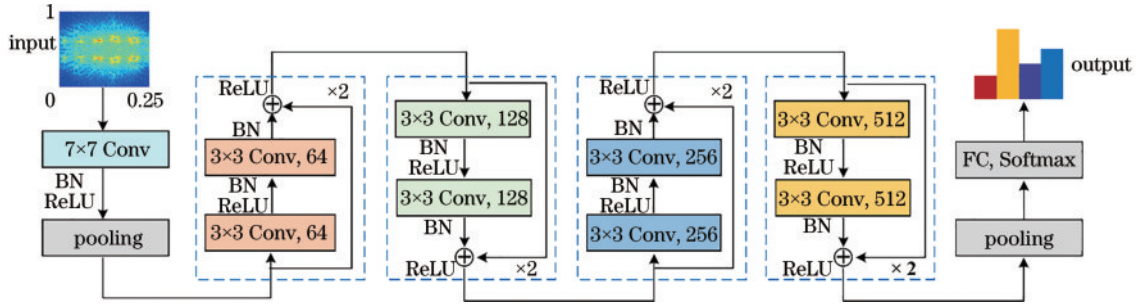 1
input
0
0.25
7×7 Conv
BN
ReLU
pooling
ReLU
×2
BN
3×3 Conv, 64
BN
ReLU
3×3 Conv, 64
3×3 Conv, 128
BN
ReLU
3×3 Conv, 128
BN
ReLU
×2
ReLU
×2
BN
3×3 Conv, 256
BN
ReLU
3×3 Conv, 256
3×3 Conv, 512
BN
ReLU
3×3 Conv, 512
BN
ReLU
×2
output
FC, Softmax
pooling